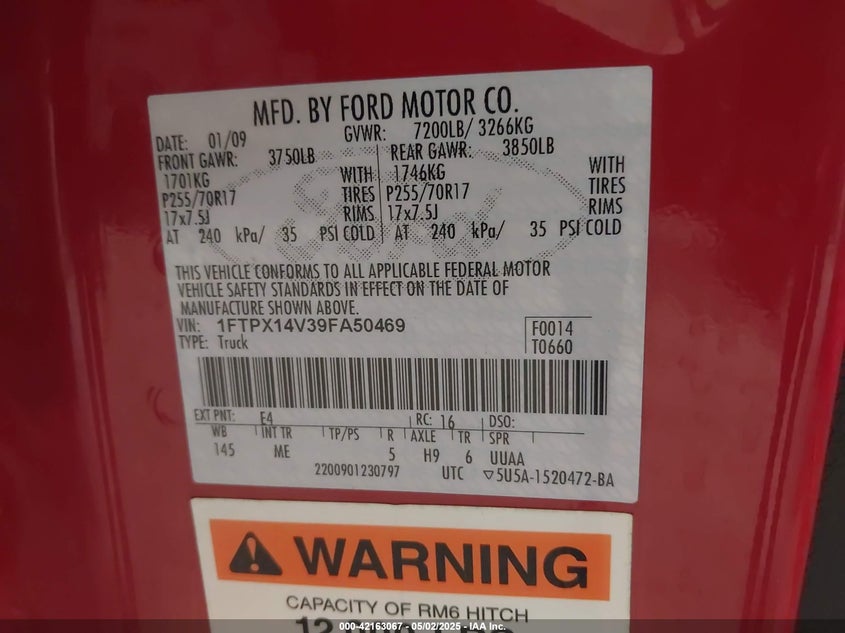 MFD. BY FORD MOTOR CO.
DATE: 01/09 GVWR: 7200LB/ 3266KG
FRONT GAWR: 3750LB REAR GAWR: 3850LB
1701KG WITH 1746KG WITH
P255/70R17 TIRES P255/70R17 TIRES
17x7.5J RIMS 17x7.5J RIMS
AT 240 kPa/ 35 PSI COLD AT 240 kPa/ 35 PSI COLD
THIS VEHICLE CONFORMS TO ALL APPLICABLE FEDERAL MOTOR
VEHICLE SAFETY STANDARDS IN EFFECT ON THE DATE OF
MANUFACTURE SHOWN ABOVE.
VIN: 1FTPX14V39FA50469 F0014
TYPE: Truck T0660
EXT PNT: E4 RC: 16 DSO:
WB INT TR TP/PS R AXLE TR SPR
145 ME 5 H9 6 UUAA
2200901230797 UTC ▽5U5A-1520472-BA
WARNING
CAPACITY OF RM6 HITCH
000-42163067 - 05/02/2025 - IAA Inc.